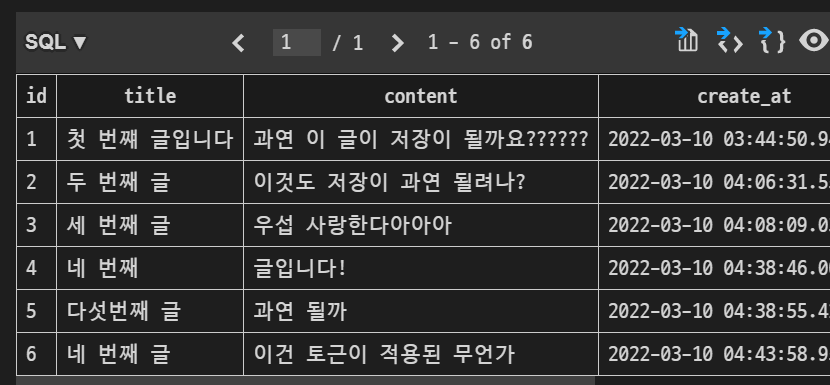 SQL ▼ < 1 / 1 > 1 - 6 of 6
id title content create_at
1 첫 번째 글입니다 과연 이 글이 저장이 될까요?????? 2022-03-10 03:44:50.94
2 두 번째 글 이것도 저장이 과연 될려나? 2022-03-10 04:06:31.5
3 세 번째 글 우섭 사랑한다아아아 2022-03-10 04:08:09.0
4 네 번째 글입니다! 2022-03-10 04:38:46.0
5 다섯번째 글 과연 될까 2022-03-10 04:38:55.4
6 네 번째 글 이건 토근이 적용된 무언가 2022-03-10 04:43:58.9